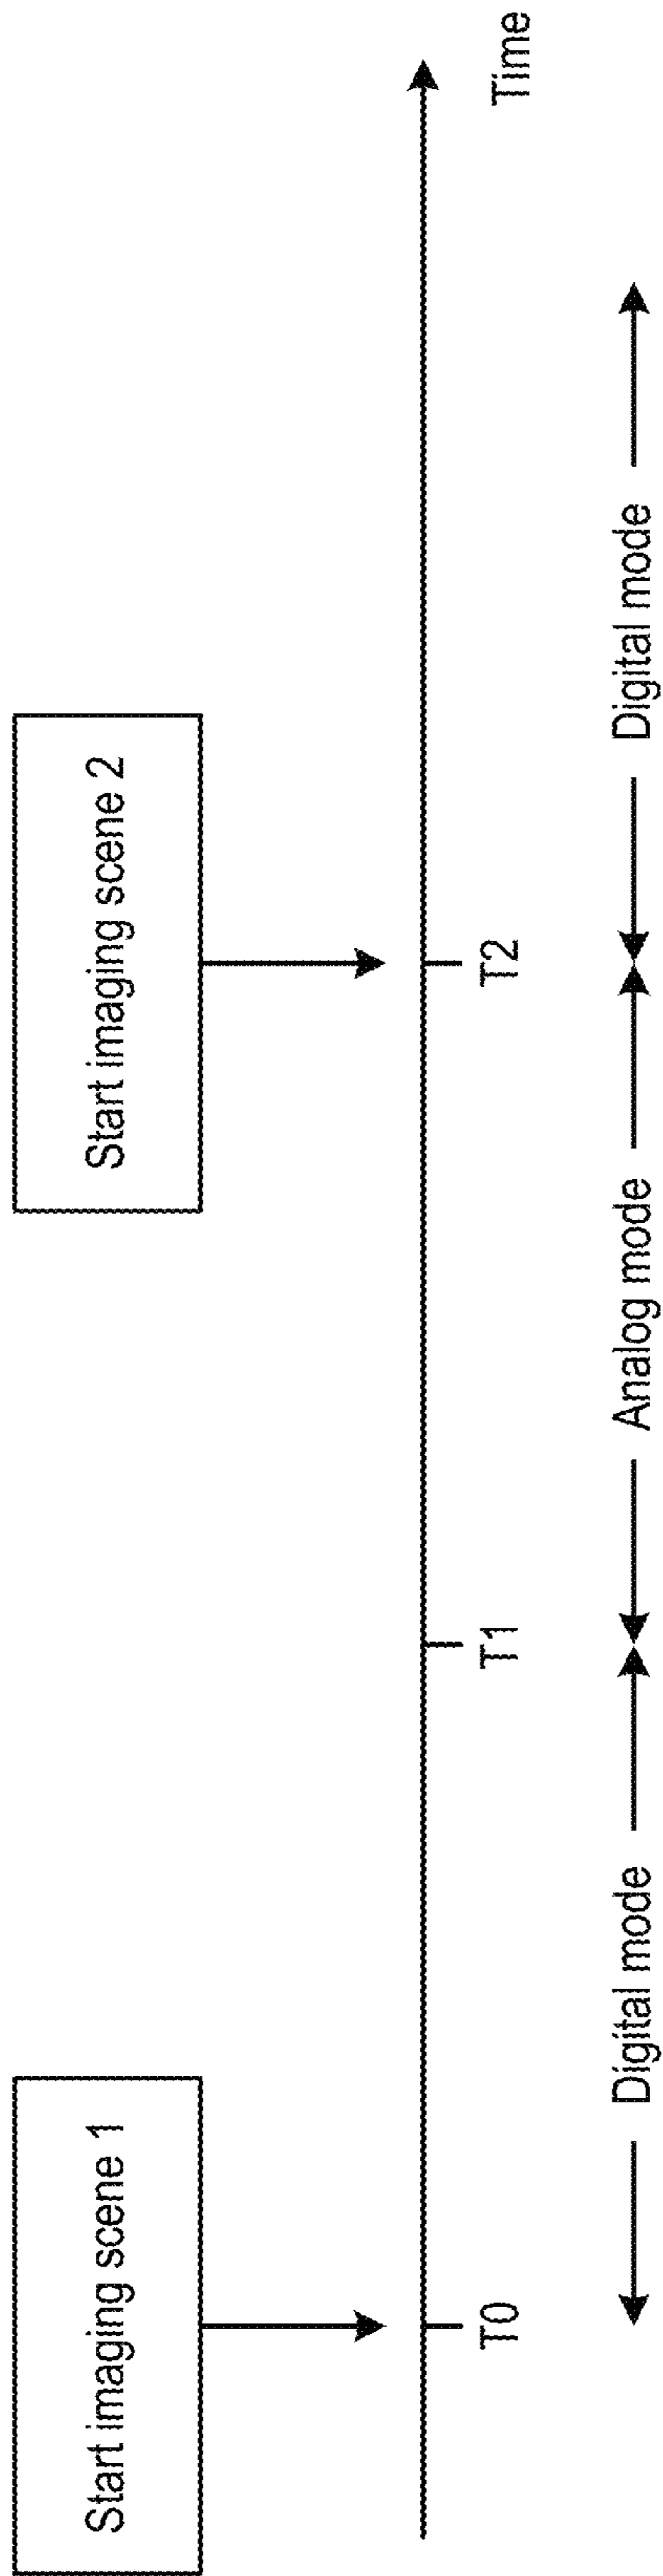 Start imaging scene 1
Start imaging scene 2
T0
T1
T2
Time
Digital mode
Analog mode
Digital mode